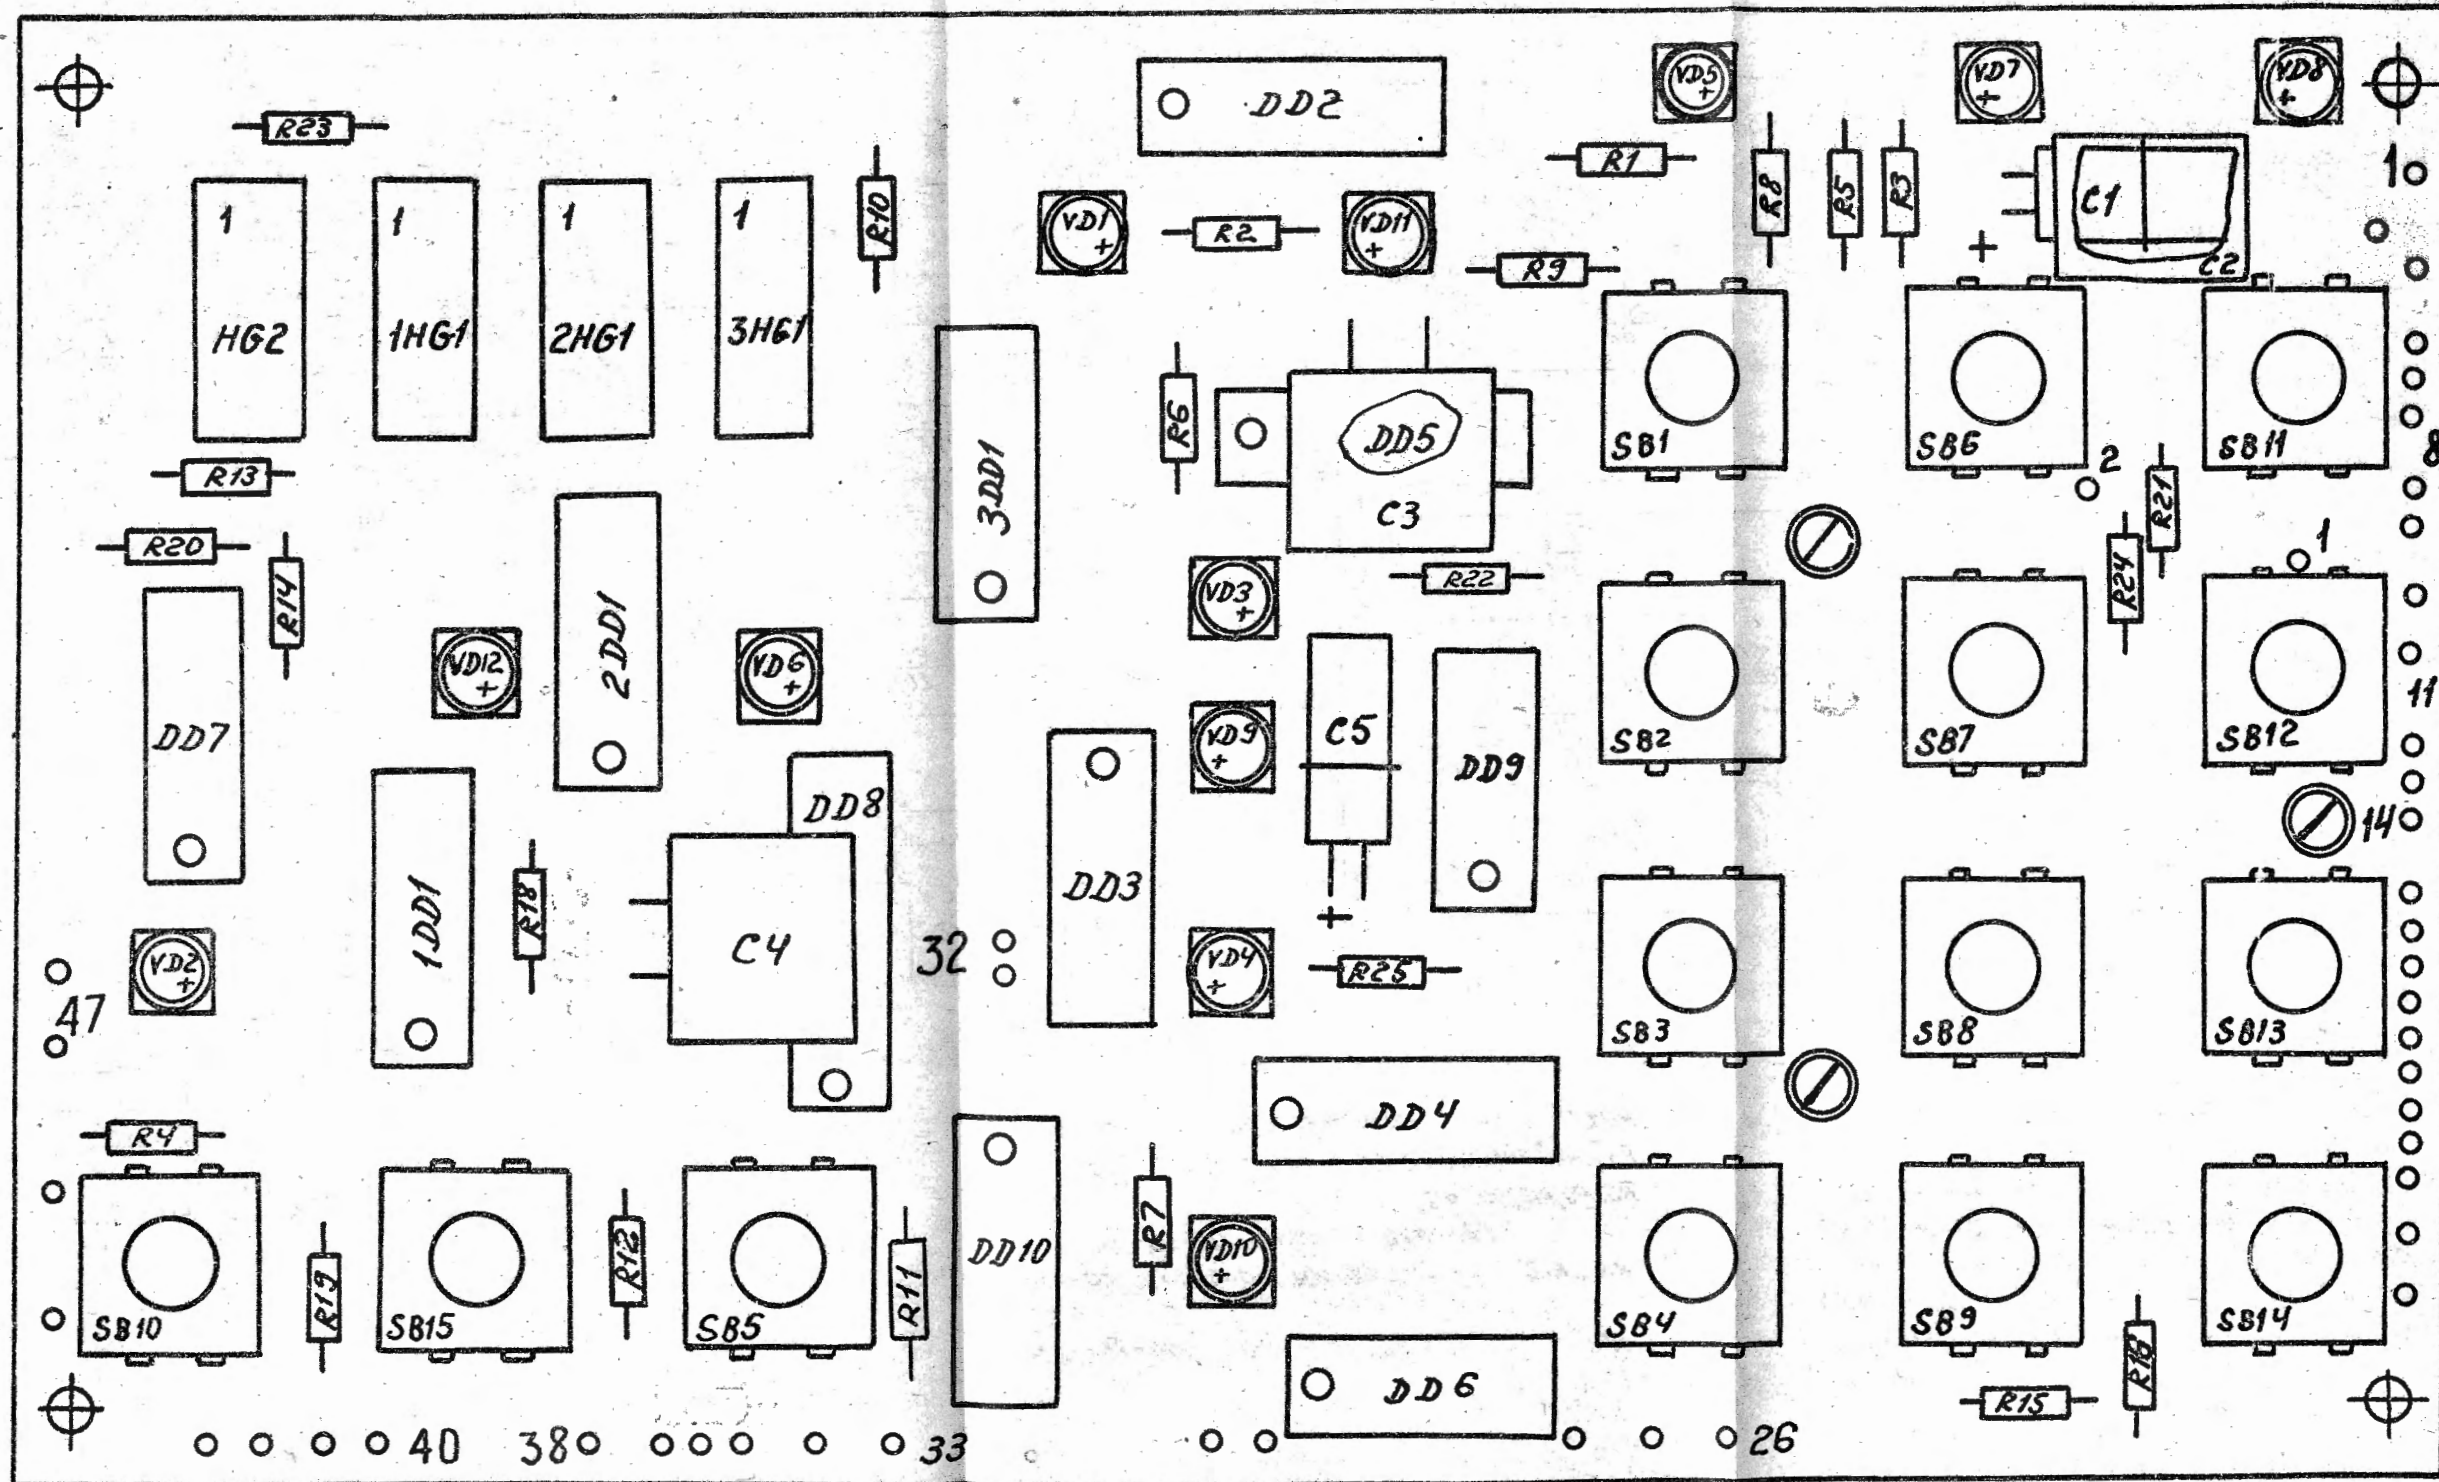 DD2
VD5
VD7
VD8
R23
R1
R8
R5
R3
C1
C2
+
1
1
HG2
1
1HG1
1
2HG1
1
3HG1
R10
VD1
R2
VD11
R9
R6
DD5
C3
3DD1
SB1
SB6
SB11
8
2
R21
R24
1
R13
R20
R14
2DD1
VD3
R22
VD12
VD6
DD7
VD9
C5
DD9
SB2
SB7
SB12
11
14
DD8
1DD1
R18
C4
DD3
+
32
VD2
VD4
R25
47
SB3
SB8
SB13
R4
DD4
SB10
R19
SB15
R12
SB5
R11
DD10
R7
VD10
SB4
SB9
SB14
R16
R15
DD6
40
38
33
26